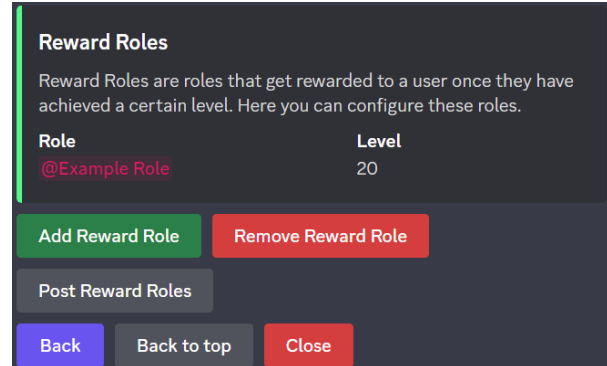 Reward Roles
Reward Roles are roles that get rewarded to a user once they have
achieved a certain level. Here you can configure these roles.
Role Level
@Example Role 20
Add Reward Role Remove Reward Role
Post Reward Roles
Back Back to top Close